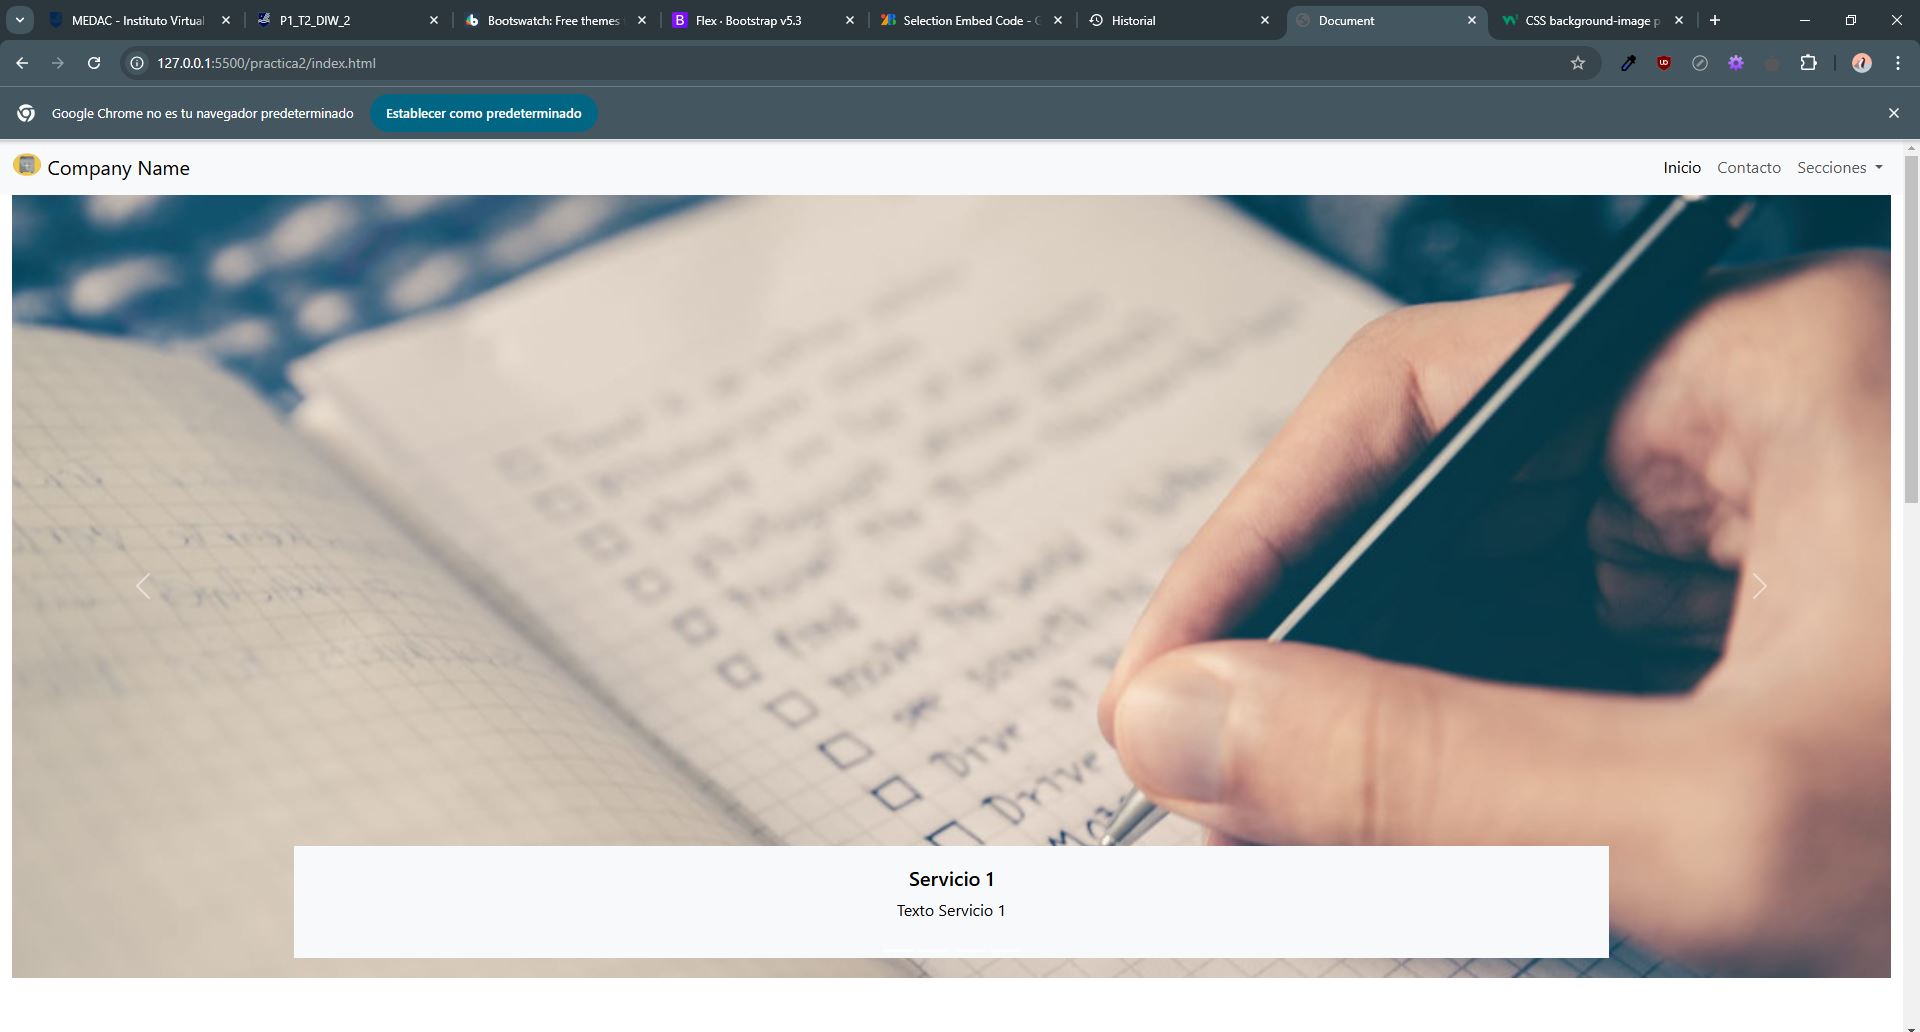 MEDAC - Instituto Virtual
P1_T2_DIW_2
Bootswatch: Free themes
Flex · Bootstrap v5.3
Selection Embed Code -
Historial
Document
CSS background-image p
127.0.0.1:5500/practica2/index.html
Google Chrome no es tu navegador predeterminado
Establecer como predeterminado
Company Name
Inicio
Contacto
Secciones
Drive
Drive
Servicio 1
Texto Servicio 1